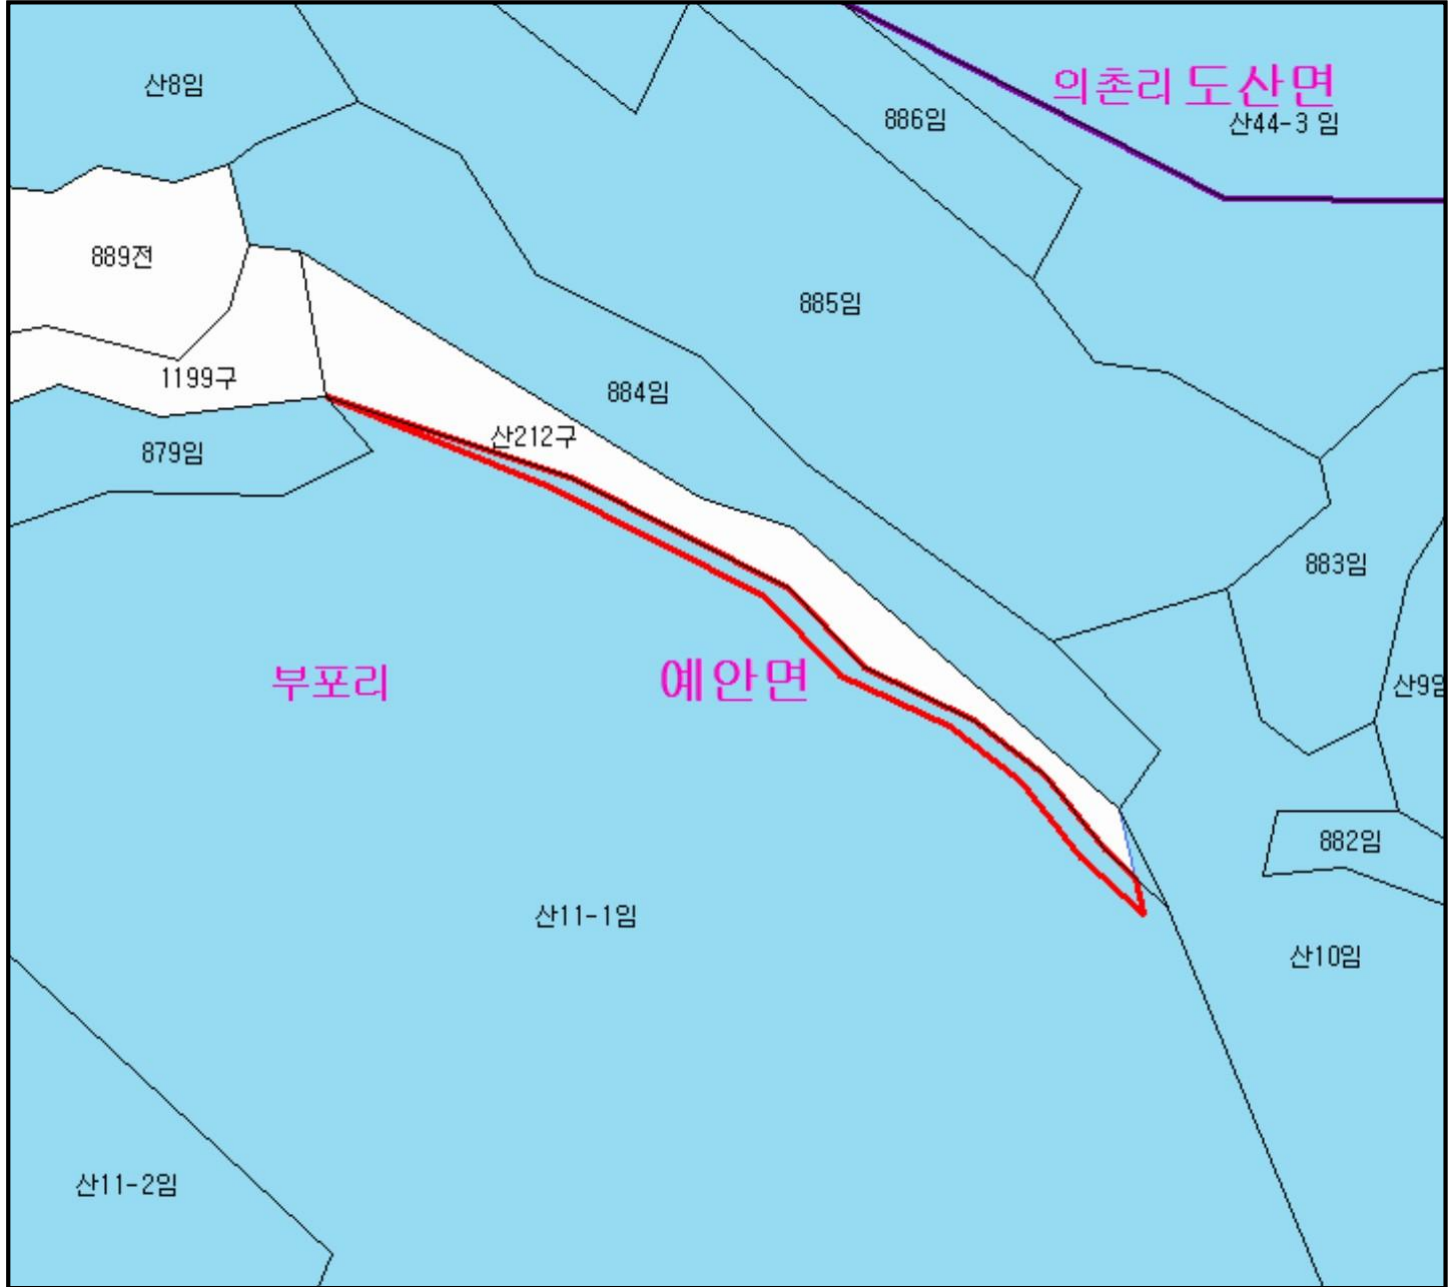 산8임
의촌리 도산면
886임
산44-3 임
889전
885임
1199구
884임
산212구
879임
883임
부포리
예안면
산9임
882임
산11-1임
산10임
산11-2임